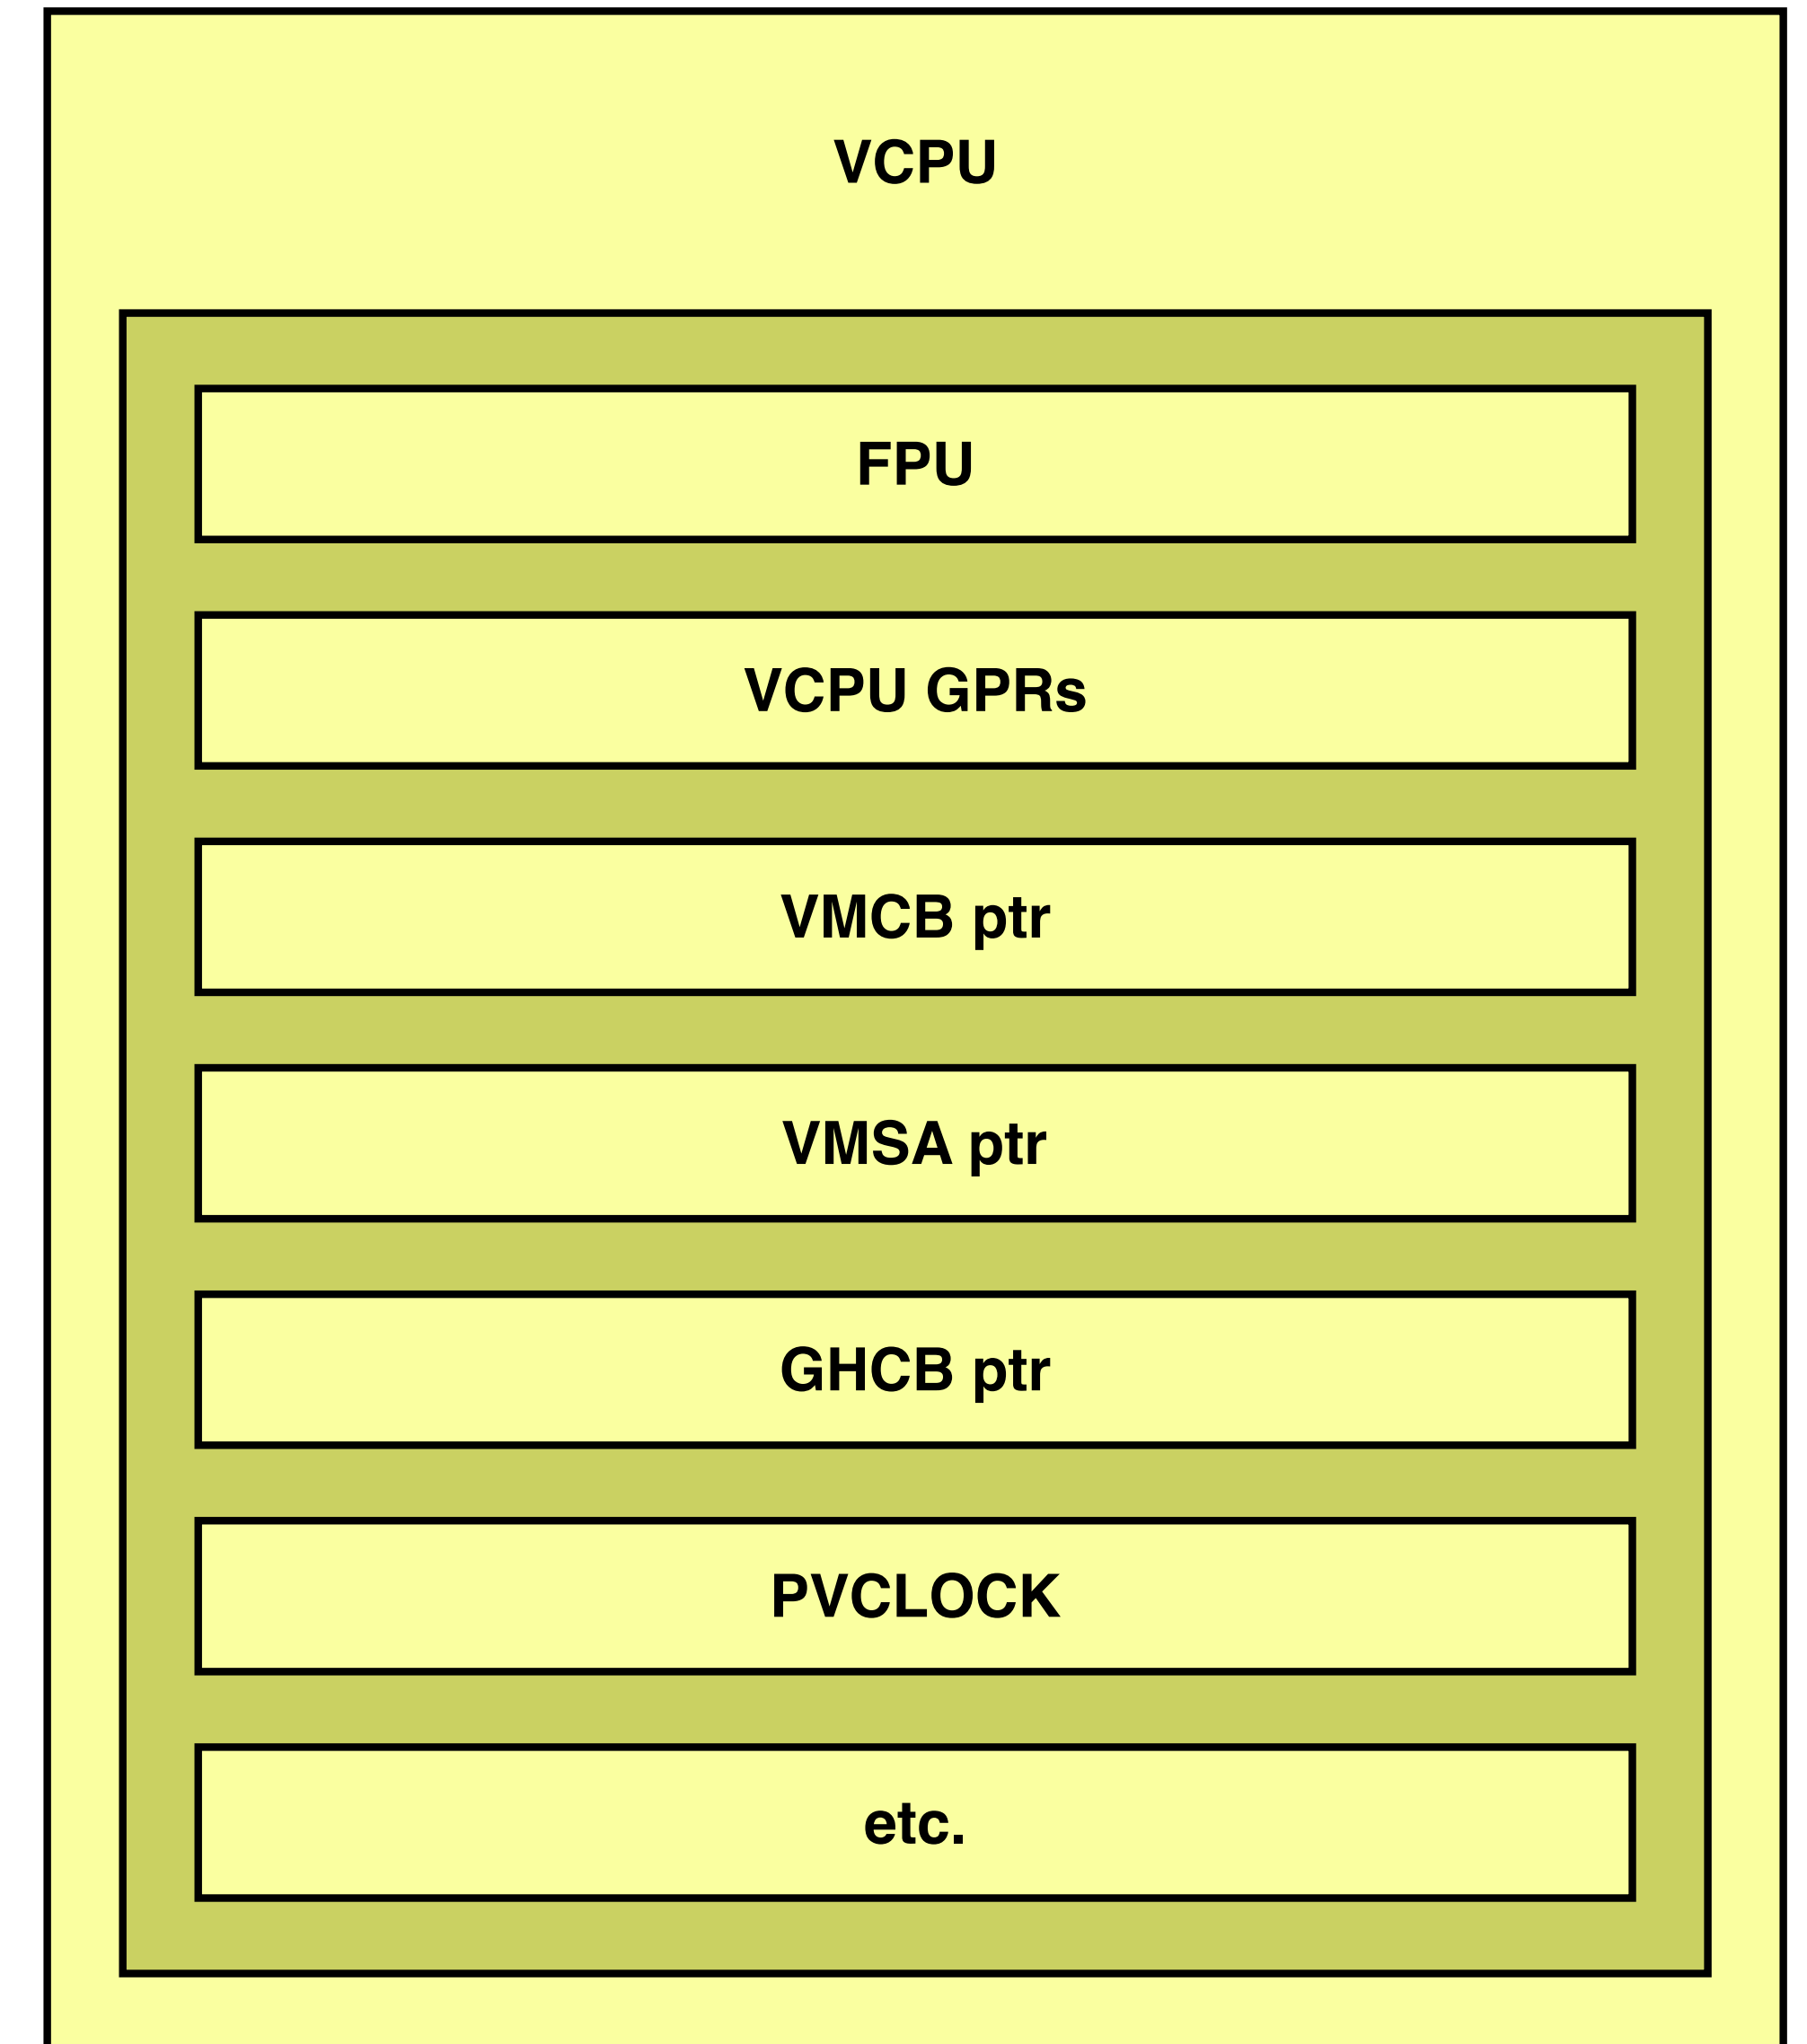 VCPU
FPU
VCPU GPRs
VMCB ptr
VMSA ptr
GHCB ptr
PVCLOCK
etc.